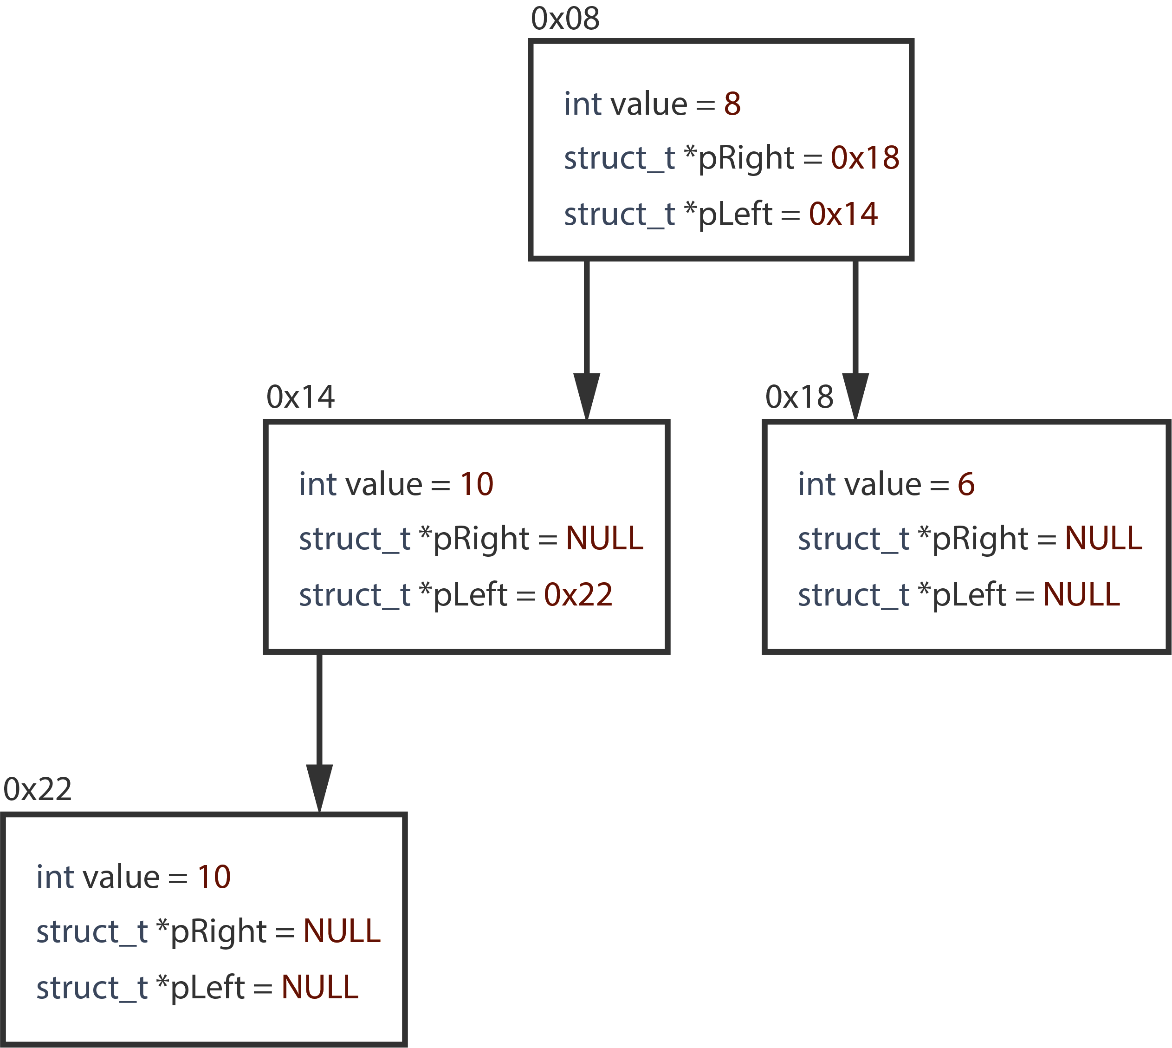 0x08
int value = 8
struct_t *pRight = 0x18
struct_t *pLeft = 0x14
0x14
int value = 10
struct_t *pRight = NULL
struct_t *pLeft = 0x22
0x18
int value = 6
struct_t *pRight = NULL
struct_t *pLeft = NULL
0x22
int value = 10
struct_t *pRight = NULL
struct_t *pLeft = NULL